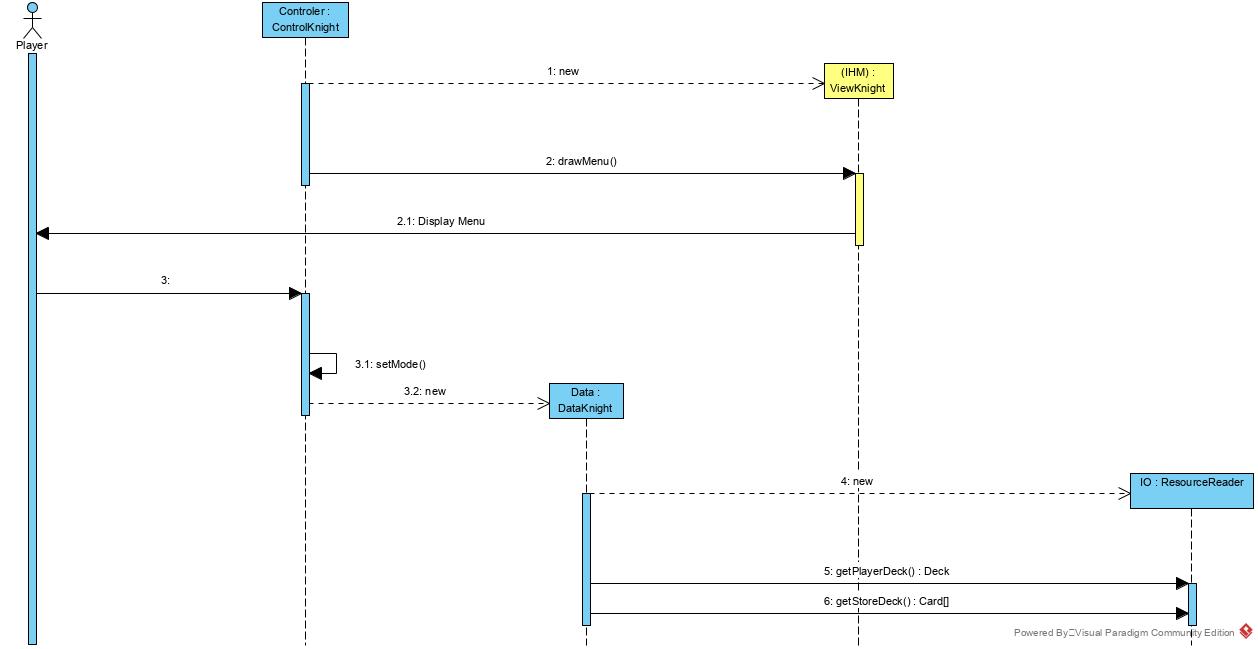 Controler :
ControlKnight
Player
1: new
(IHM) :
ViewKnight
2: drawMenu()
2.1: Display Menu
3:
3.1: setMode()
3.2: new
Data :
DataKnight
4: new
IO : ResourceReader
5: getPlayerDeck() : Deck
6: getStoreDeck() : Card[]
Powered By Visual Paradigm Community Edition